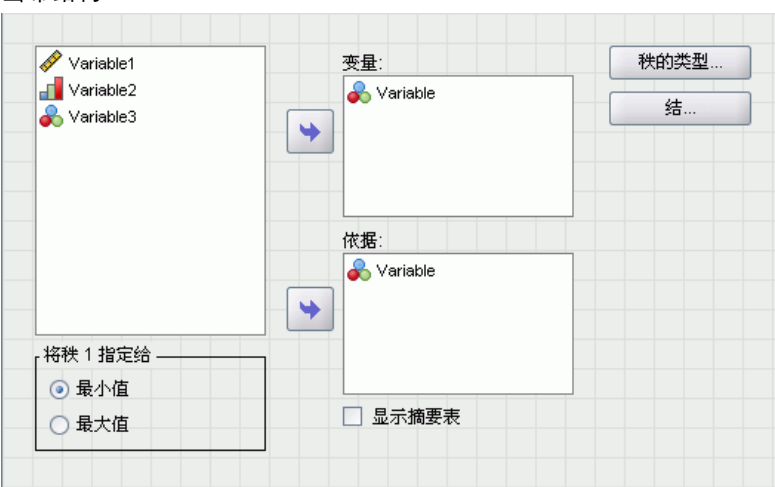 Variable1
Variable2
Variable3
变量:
Variable
依据:
Variable
秩的类型...
结...
将秩 1 指定给
最小值
最大值
显示摘要表